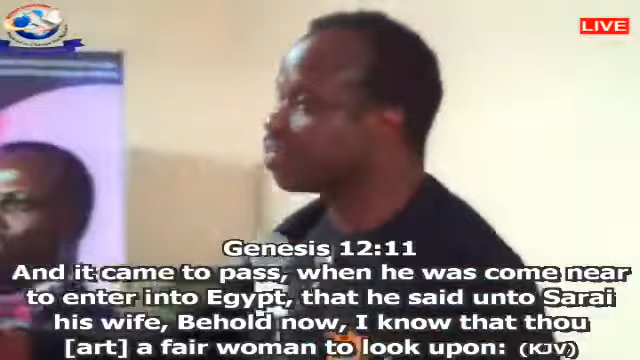 LIVE
Genesis 12:11
And it came to pass, when he was come near
to enter into Egypt, that he said unto Sarai
his wife, Behold now, I know that thou
[art] a fair woman to look upon: (KJV)